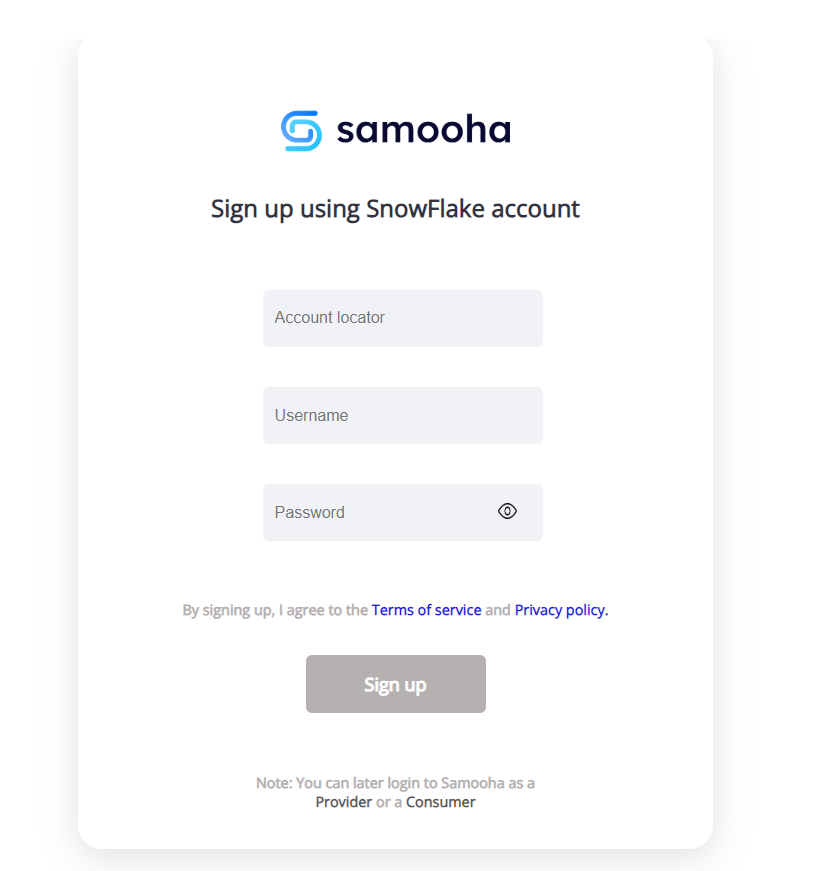 samooha
Sign up using SnowFlake account
Account locator
Username
Password
By signing up, I agree to the Terms of service and Privacy policy.
Sign up
Note: You can later login to Samooha as a
Provider or a Consumer